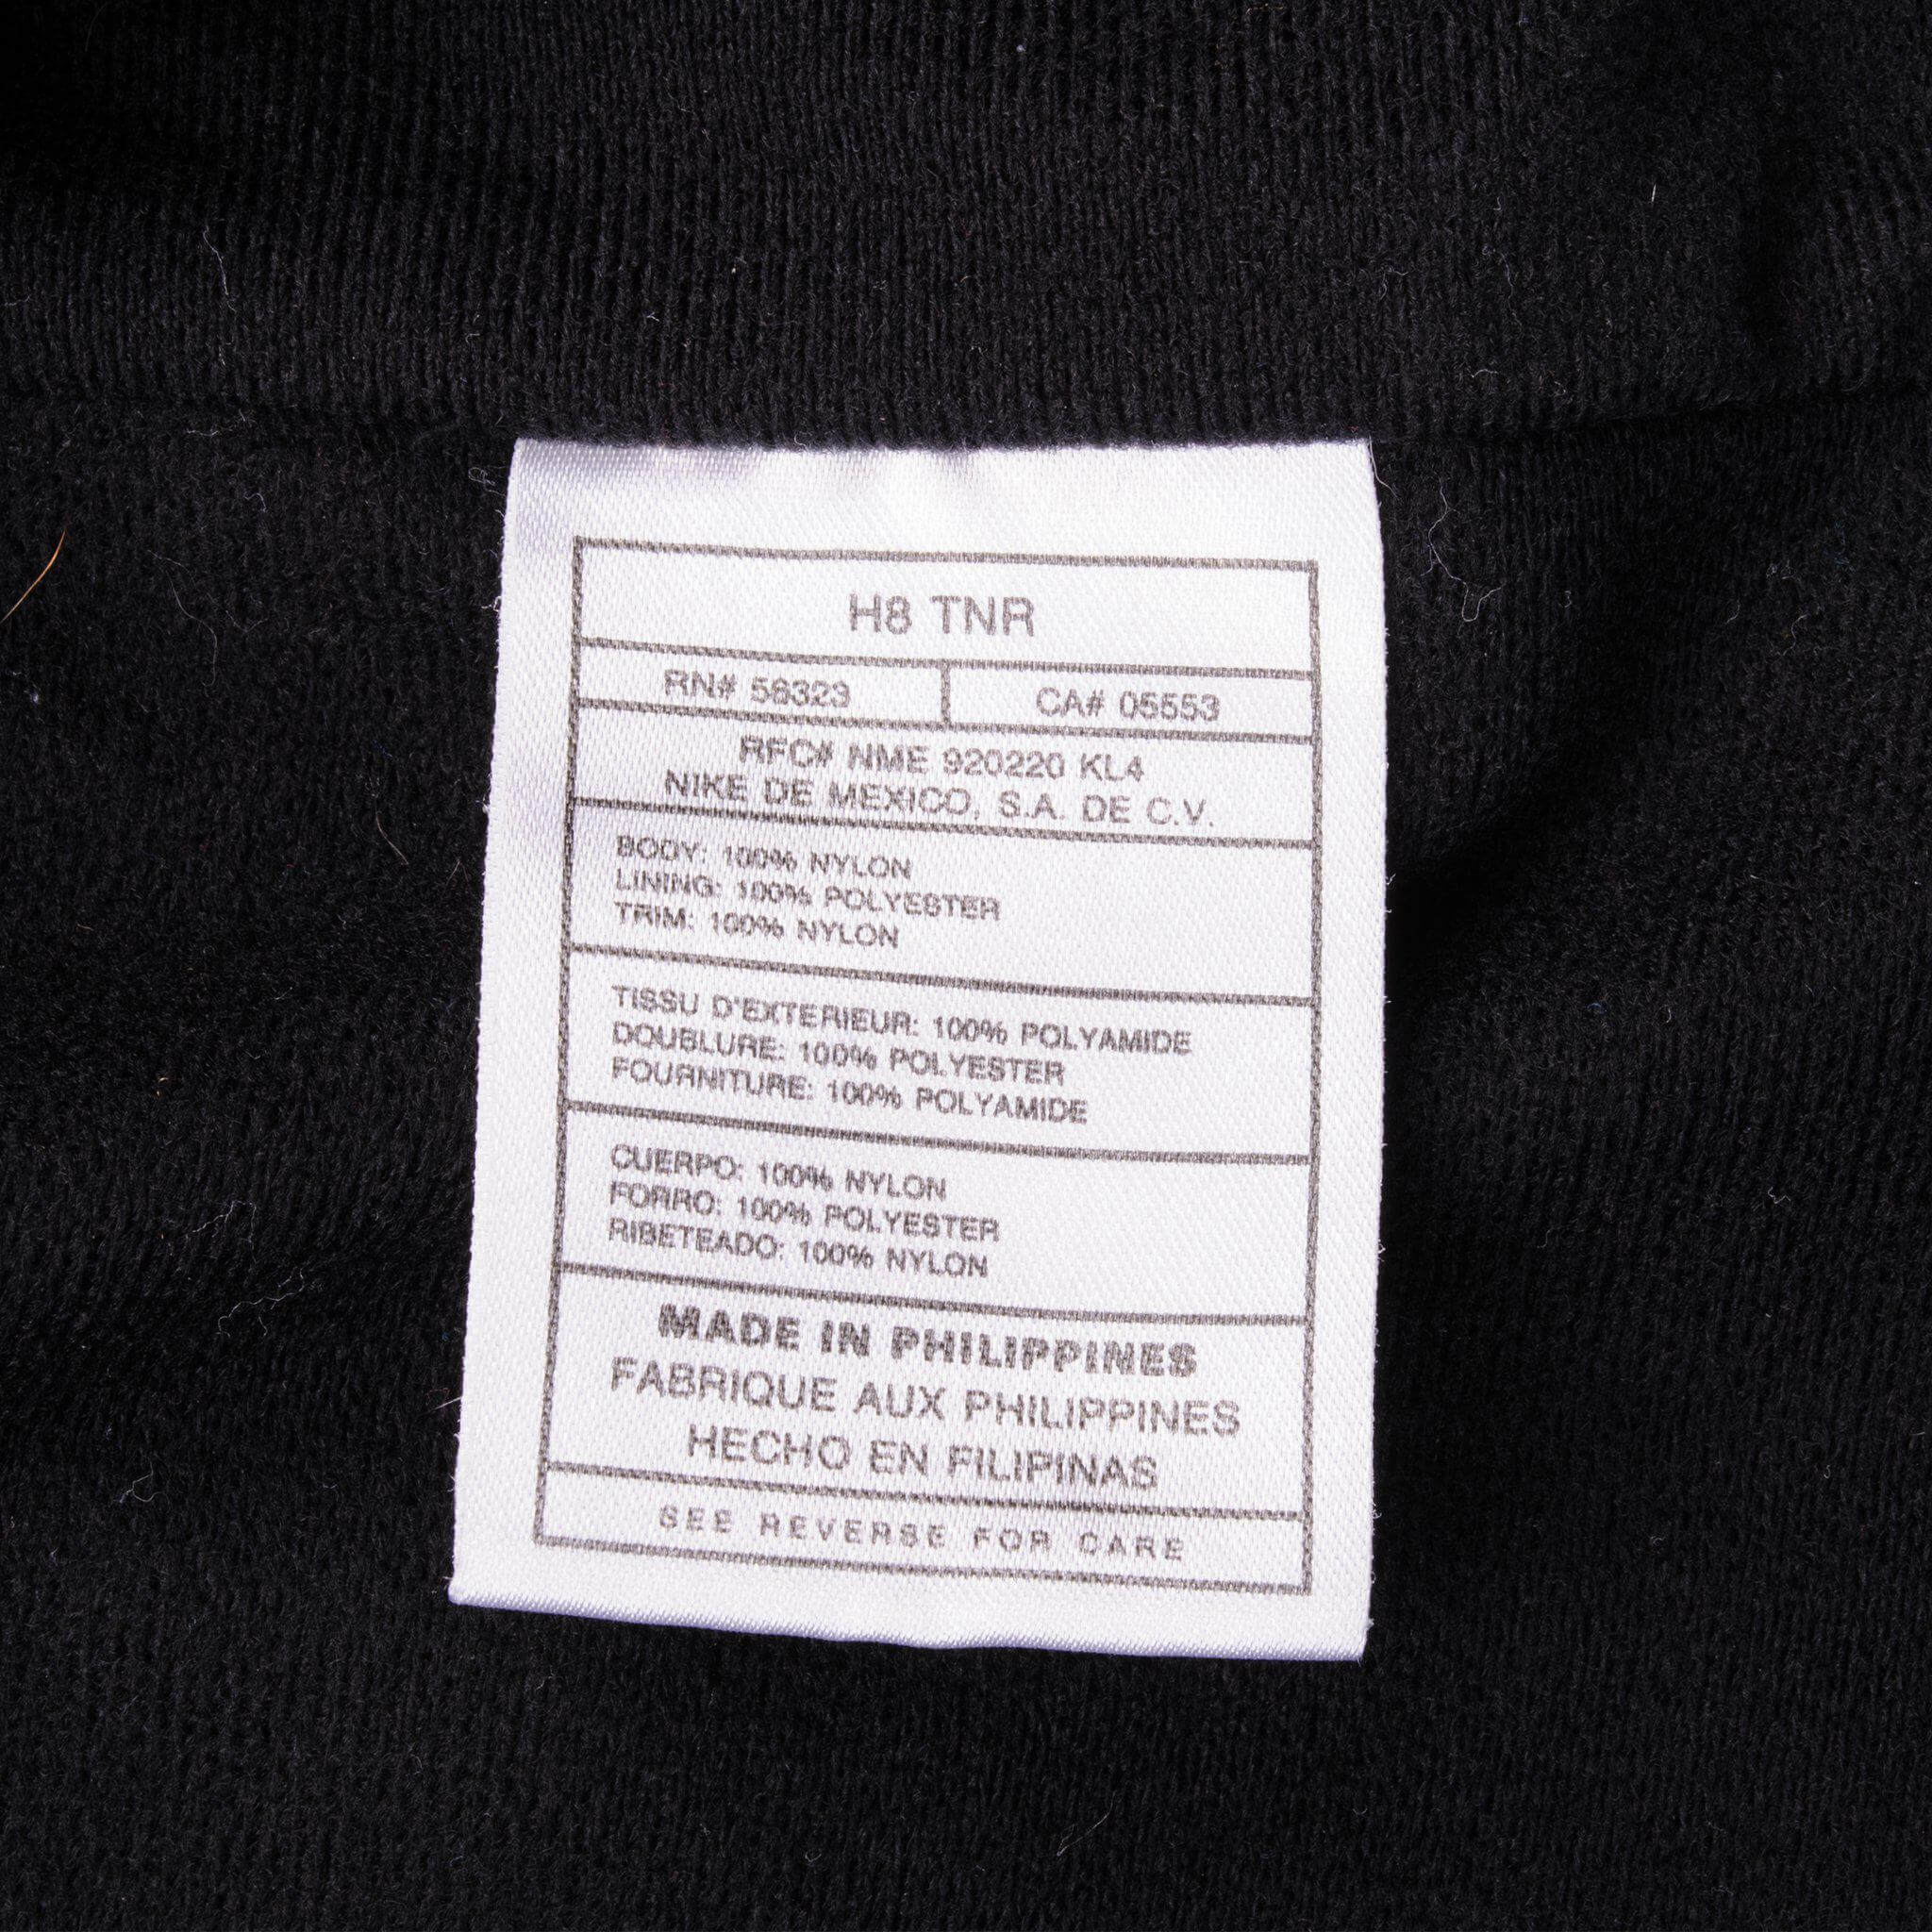 H8 TNR
RN# 56323
CA# 05553
RFC# NME 920220 KL4
NIKE DE MEXICO, S.A. DE C.V.
BODY: 100% NYLON
LINING: 100% POLYESTER
TRIM: 100% NYLON
TISSU D'EXTERIEUR: 100% POLYAMIDE
DOUBLURE: 100% POLYESTER
FOURNITURE: 100% POLYAMIDE
CUERPO: 100% NYLON
FORRO: 100% POLYESTER
RIBETEADO: 100% NYLON
MADE IN PHILIPPINES
FABRIQUE AUX PHILIPPINES
HECHO EN FILIPINAS
SEE REVERSE FOR CARE